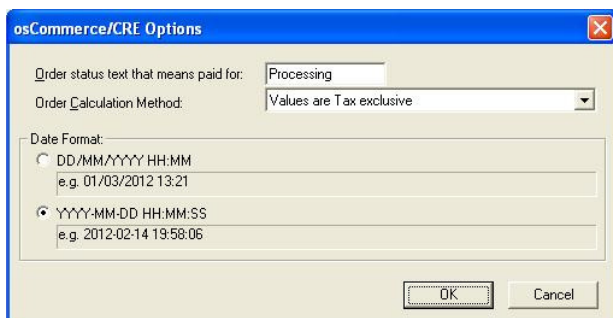 osCommerce/CRE Options
Order status text that means paid for: Processing
Order Calculation Method: Values are Tax exclusive
Date Format:
DD/MM/YYYY HH:MM
e.g. 01/03/2012 13:21
YYYY-MM-DD HH:MM:SS
e.g. 2012-02-14 19:58:06
OK Cancel